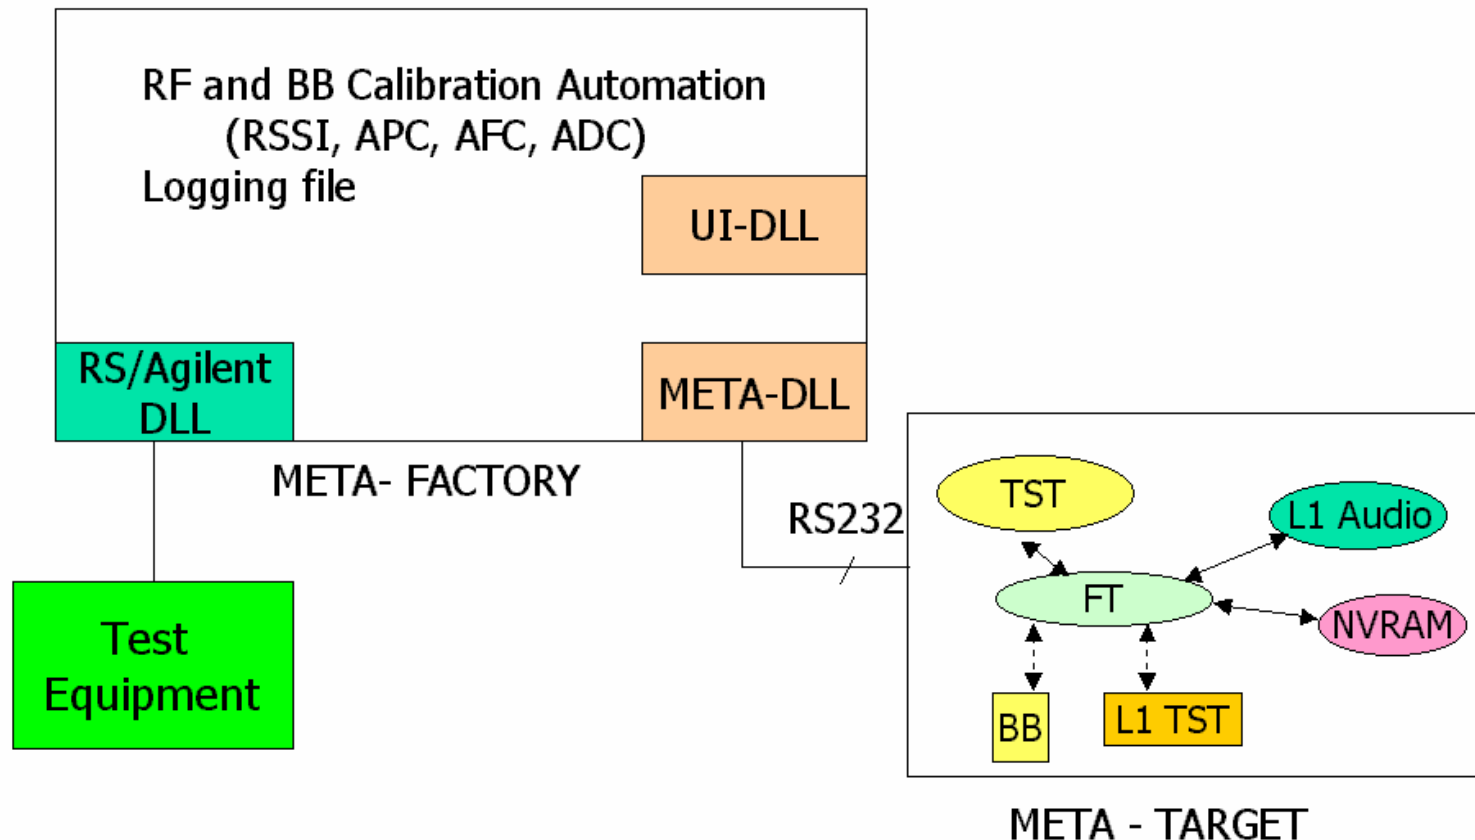 RF and BB Calibration Automation
(RSSI, APC, AFC, ADC)
Logging file
UI-DLL
RS/Agilent
DLL
META-DLL
META- FACTORY
RS232
Test
Equipment
TST
L1 Audio
FT
NVRAM
BB
L1 TST
META - TARGET